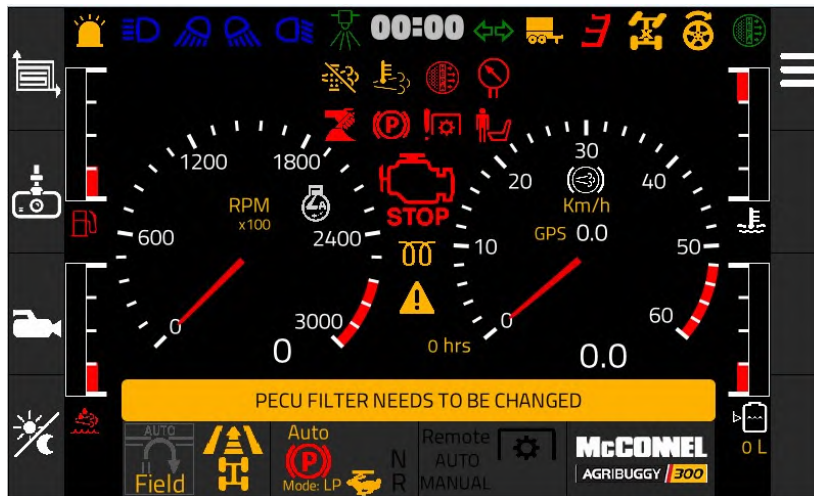 00:00
1200
1800
30
20
40
RPM
x100
A
STOP
Km/h
GPS 0.0
600
2400
10
50
0
3000
0
60
0
0 hrs
0.0
PECU FILTER NEEDS TO BE CHANGED
AUTO
Field
Auto
P
Mode: LP
N
R
Remote
AUTO
MANUAL
McCONNEL
AGRIBUGGY 300
0 L